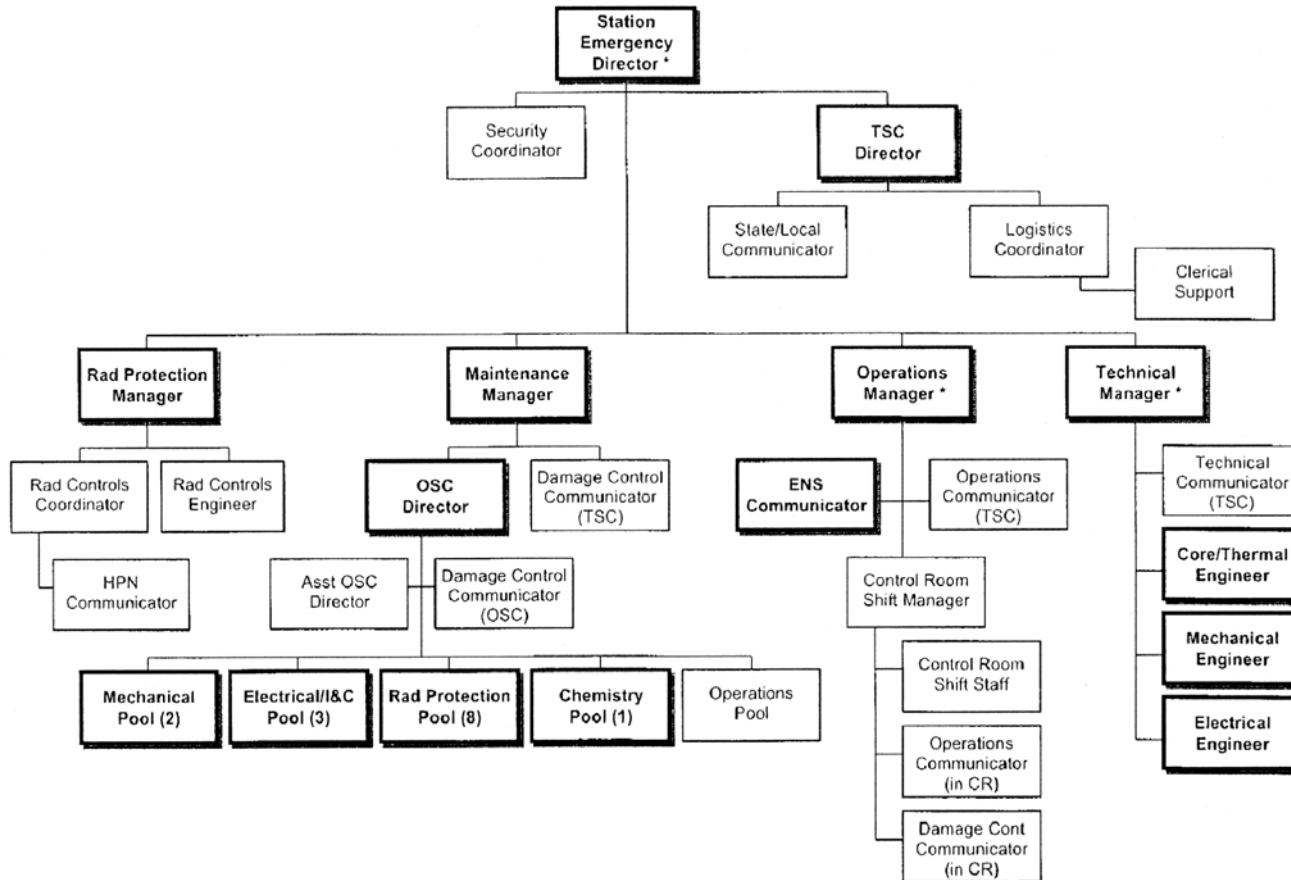 Station
Emergency
Director *
Security
Coordinator
TSC
Director
State/Local
Communicator
Logistics
Coordinator
Clerical
Support
Rad Protection
Manager
Maintenance
Manager
Operations
Manager *
Technical
Manager *
Rad Controls
Coordinator
Rad Controls
Engineer
OSC
Director
Damage Control
Communicator
(TSC)
ENS
Communicator
Operations
Communicator
(TSC)
Technical
Communicator
(TSC)
HPN
Communicator
Asst OSC
Director
Damage Control
Communicator
(OSC)
Control Room
Shift Manager
Core/Thermal
Engineer
Mechanical
Pool (2)
Electrical/I&C
Pool (3)
Rad Protection
Pool (8)
Chemistry
Pool (1)
Operations
Pool
Control Room
Shift Staff
Mechanical
Engineer
Operations
Communicator
(in CR)
Electrical
Engineer
Damage Cont
Communicator
(in CR)